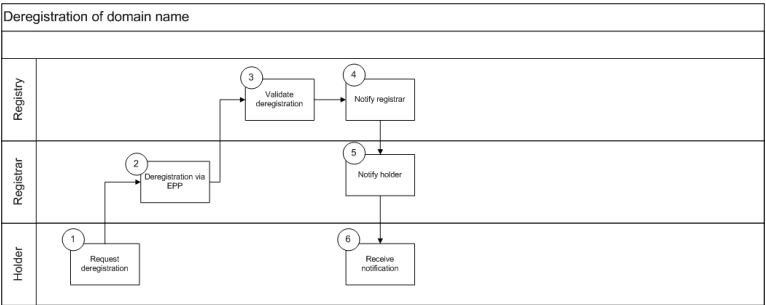 Deregistration of domain name
Registry
3
Validate
deregistration
4
Notify registrar
Registrar
2
Deregistration via
EPP
5
Notify holder
Holder
1
Request
deregistration
6
Receive
notification